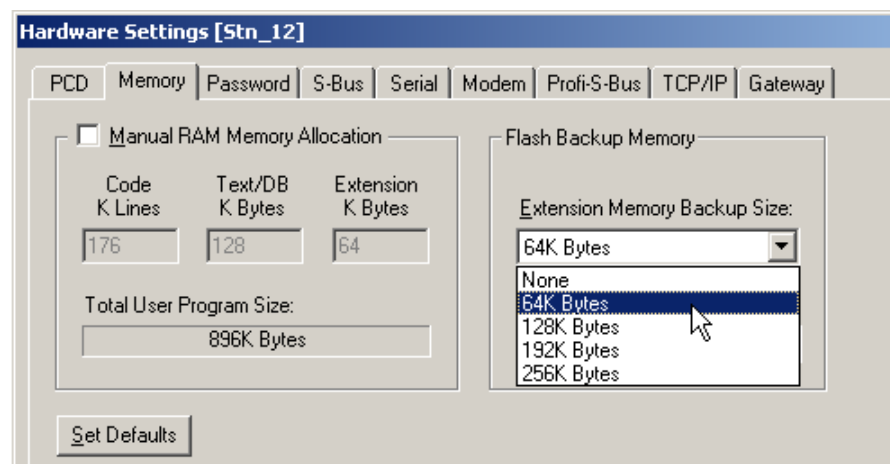 Hardware Settings [Stn_12]
PCD Memory Password S-Bus Serial Modem Profi-S-Bus TCP/IP Gateway
Manual RAM Memory Allocation
Code K Lines
Text/DB K Bytes
Extension K Bytes
176 128 64
Total User Program Size:
896K Bytes
Flash Backup Memory
Extension Memory Backup Size:
64K Bytes
None
64K Bytes
128K Bytes
192K Bytes
256K Bytes
Set Defaults